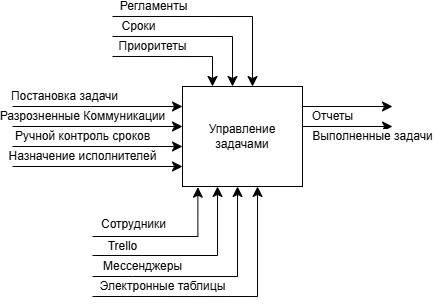 Регламенты
Сроки
Приоритеты
Постановка задачи
Разрозненные Коммуникации
Ручной контроль сроков
Назначение исполнителей
Управление
задачами
Отчеты
Выполненные задачи
Сотрудники
Trello
Мессенджеры
Электронные таблицы